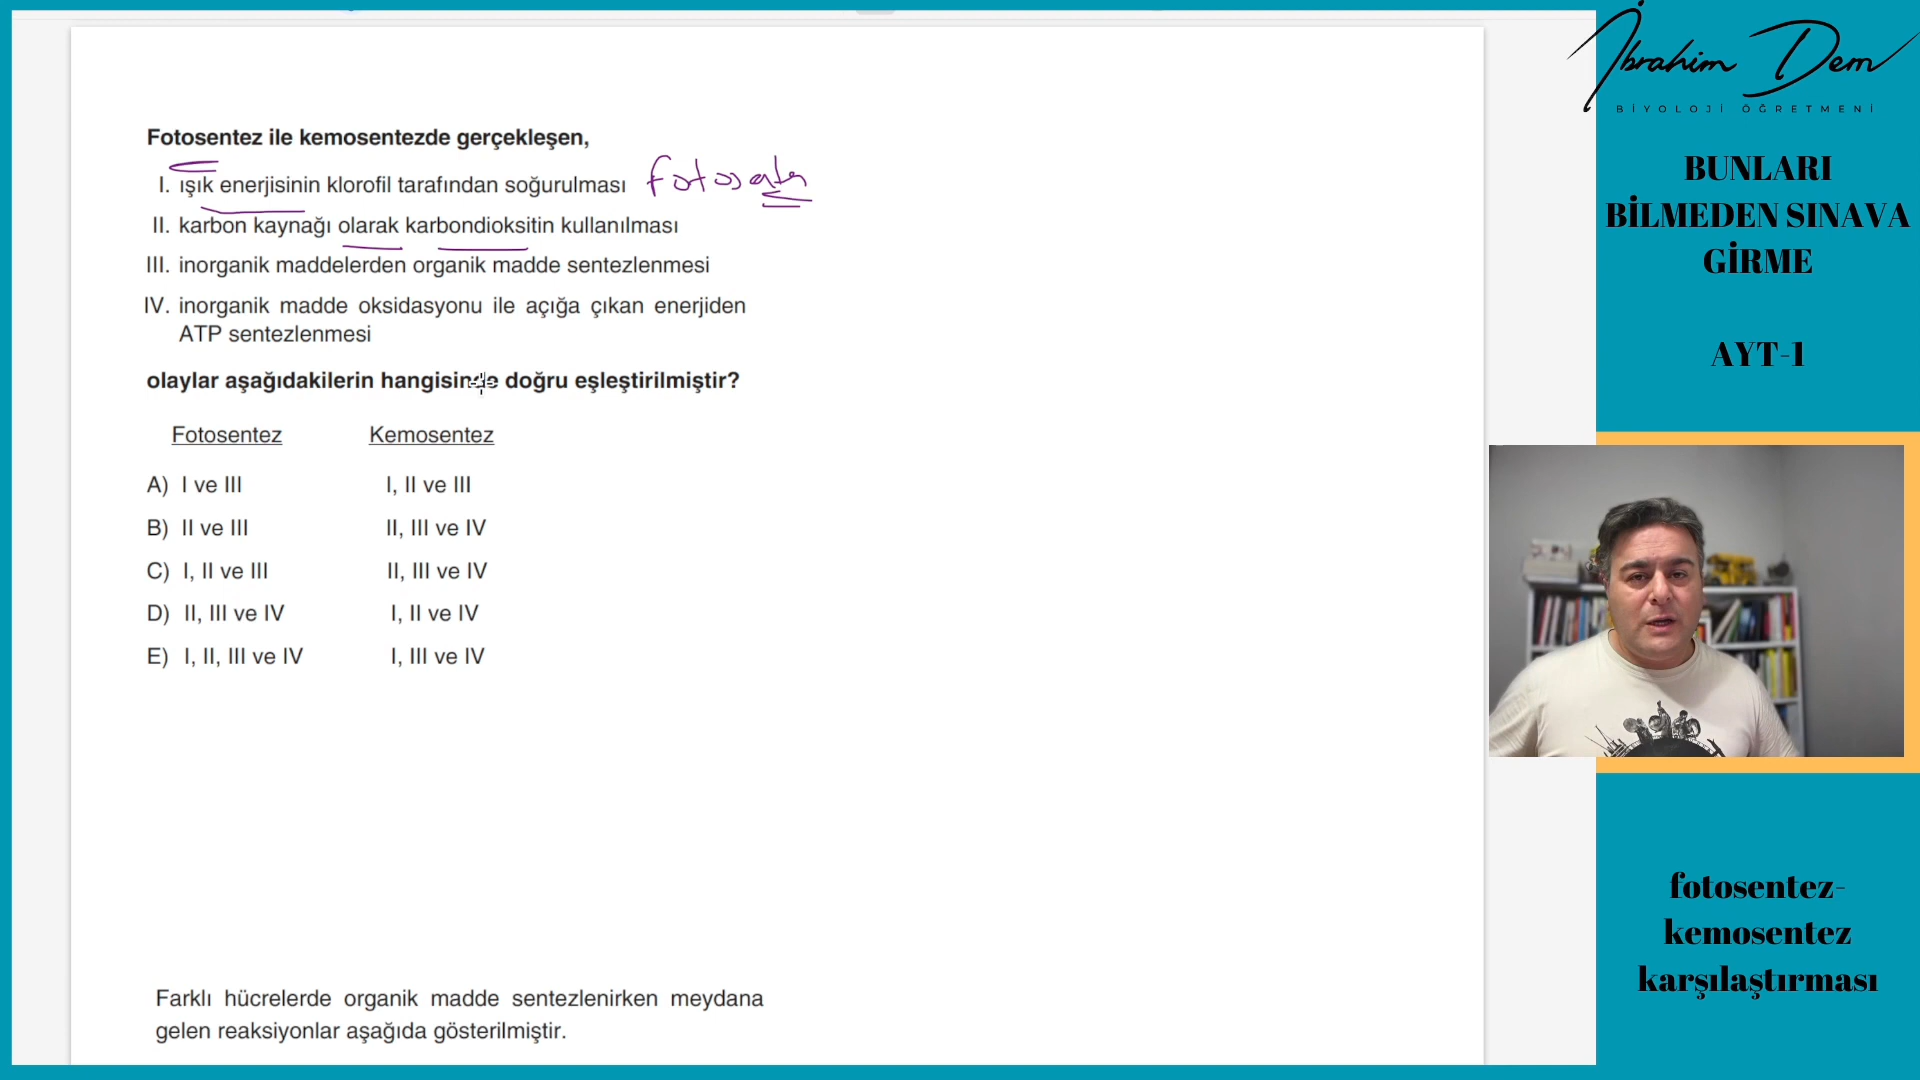 Fotosentez ile kemosentezde gerçekleşen,
I. ışık enerjisinin klorofil tarafından soğurulması
fotosentez
II. karbon kaynağı olarak karbondioksitin kullanılması
III. inorganik maddelerden organik madde sentezlenmesi
IV. inorganik madde oksidasyonu ile açığa çıkan enerjiden
ATP sentezlenmesi
olaylar aşağıdakilerin hangisinde doğru eşleştirilmiştir?
Fotosentez Kemosentez
A) I ve III I, II ve III
B) II ve III II, III ve IV
C) I, II ve III II, III ve IV
D) II, III ve IV I, II ve IV
E) I, II, III ve IV I, III ve IV
Farklı hücrelerde organik madde sentezlenirken meydana
gelen reaksiyonlar aşağıda gösterilmiştir.
İbrahim Dem
BİYOLOJİ ÖĞRETMENİ
BUNLARI
BİLMEDEN SINAVA
GİRME
AYT-1
fotosentez-
kemosentez
karşılaştırması